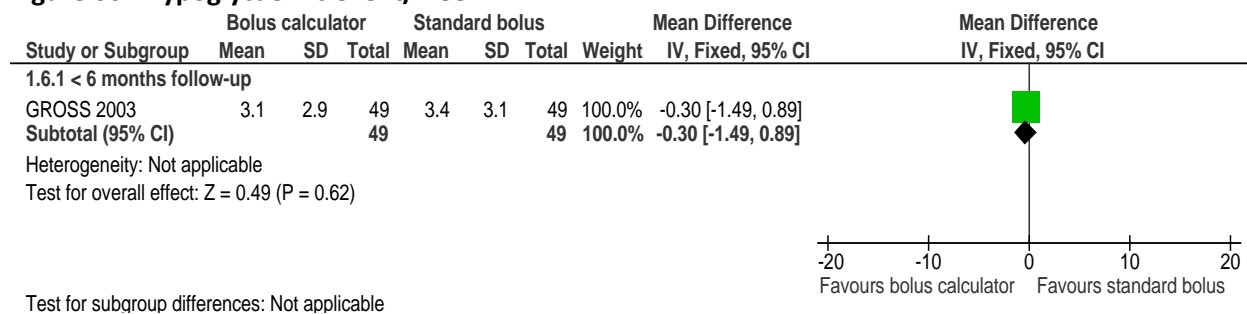 Bolus calculator Standard bolus Mean Difference Mean Difference
Study or Subgroup Mean SD Total Mean SD Total Weight IV, Fixed, 95% CI IV, Fixed, 95% CI
1.6.1 < 6 months follow-up
GROSS 2003 3.1 2.9 49 3.4 3.1 49 100.0% -0.30 [-1.49, 0.89]
Subtotal (95% CI) 49 49 100.0% -0.30 [-1.49, 0.89]
Heterogeneity: Not applicable
Test for overall effect: Z = 0.49 (P = 0.62)
-20 -10 0 10 20
Favours bolus calculator Favours standard bolus
Test for subgroup differences: Not applicable